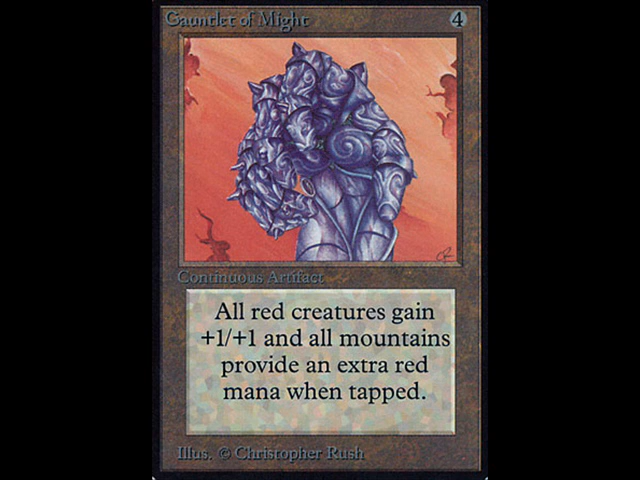 Gauntlet of Might 4
Continuous Artifact
All red creatures gain
+1/+1 and all mountains
provide an extra red
mana when tapped.
Illus. © Christopher Rush